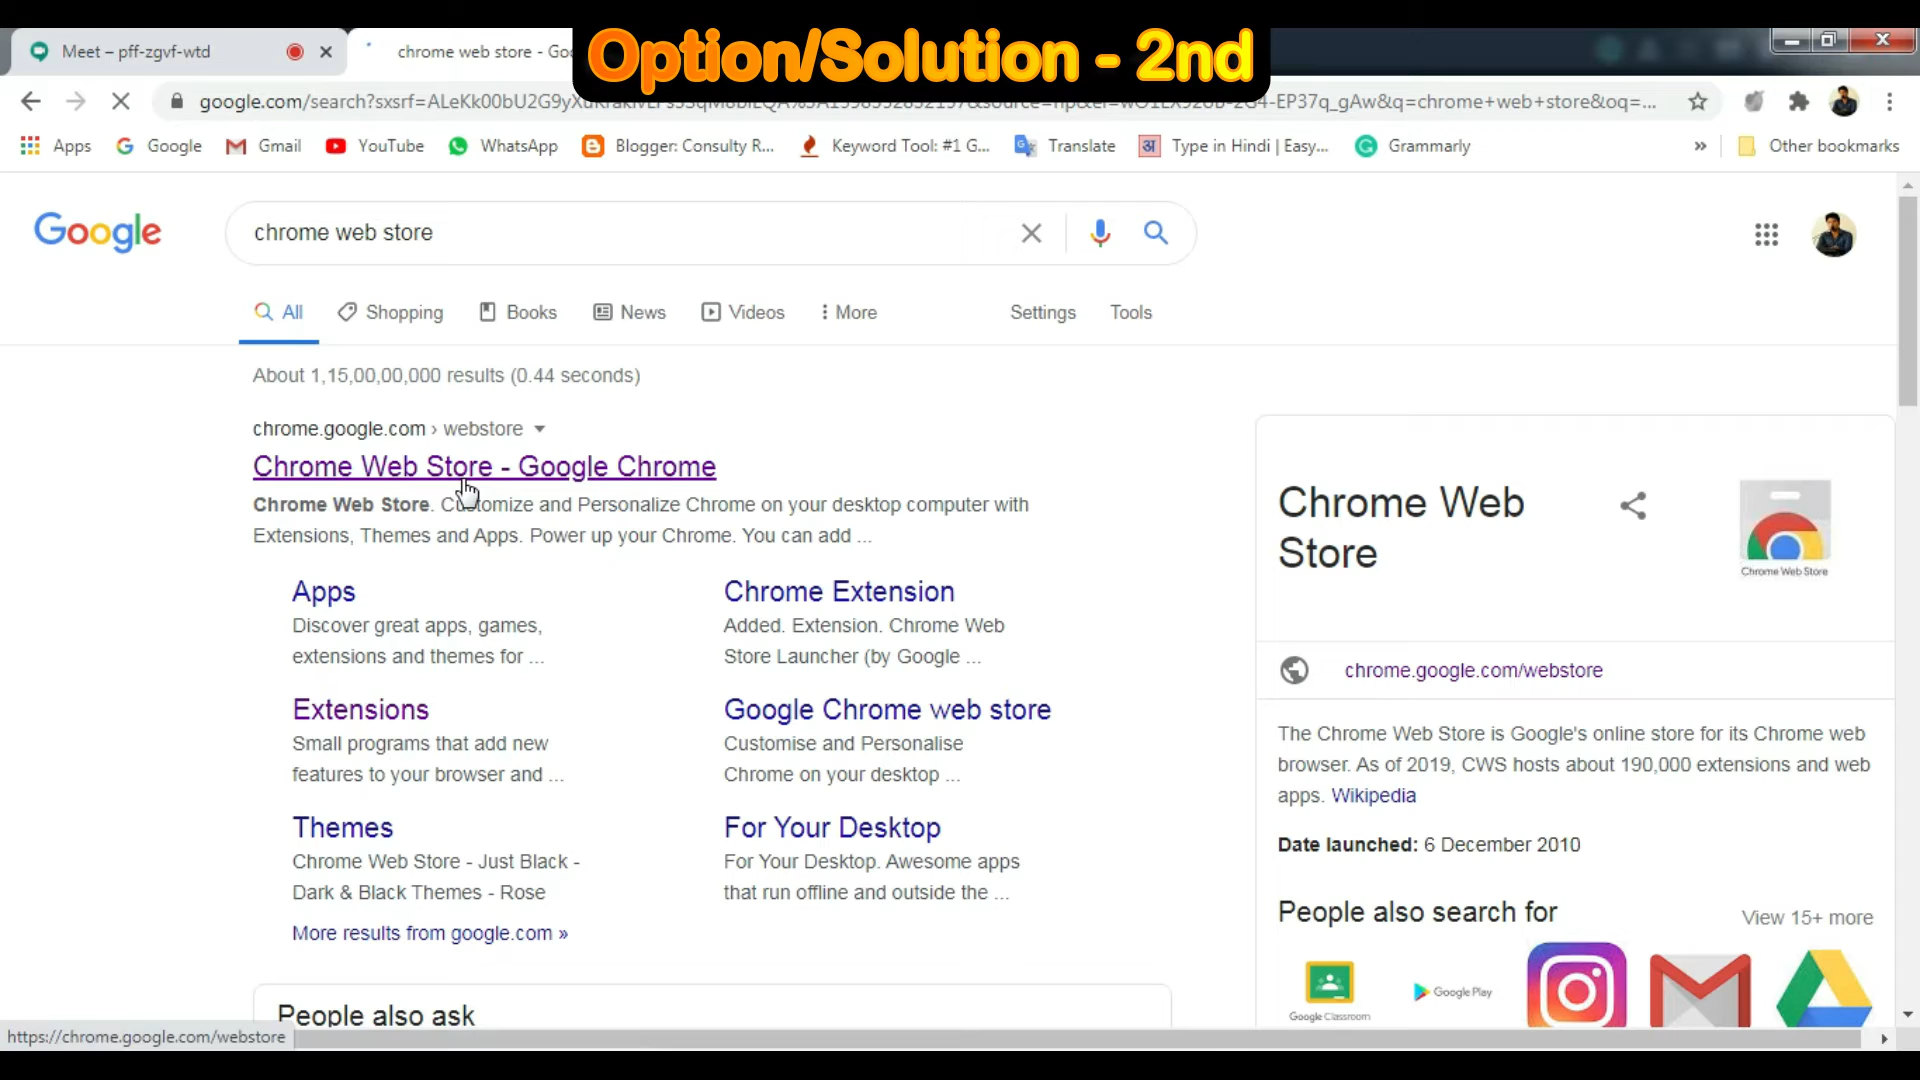 Option/Solution - 2nd
Meet – pff-zgvf-wtd
chrome web store - Go
Apps
Google
Gmail
YouTube
WhatsApp
Blogger: Consulty R...
Keyword Tool: #1 G...
Translate
अ
Type in Hindi | Easy...
Grammarly
»
Other bookmarks
Google
chrome web store
All
Shopping
Books
News
Videos
More
Settings
Tools
About 1,15,00,00,000 results (0.44 seconds)
chrome.google.com › webstore
Chrome Web Store - Google Chrome
Chrome Web Store. Customize and Personalize Chrome on your desktop computer with
Extensions, Themes and Apps. Power up your Chrome. You can add ...
Apps
Discover great apps, games,
extensions and themes for ...
Chrome Extension
Added. Extension. Chrome Web
Store Launcher (by Google ...
Extensions
Small programs that add new
features to your browser and ...
Google Chrome web store
Customise and Personalise
Chrome on your desktop ...
Themes
Chrome Web Store - Just Black -
Dark & Black Themes - Rose
For Your Desktop
For Your Desktop. Awesome apps
that run offline and outside the ...
More results from google.com »
People also ask
Chrome Web
Store
Chrome Web Store
chrome.google.com/webstore
The Chrome Web Store is Google's online store for its Chrome web
browser. As of 2019, CWS hosts about 190,000 extensions and web
apps. Wikipedia
Date launched: 6 December 2010
People also search for
View 15+ more
Google Classroom
Google Play
https://chrome.google.com/webstore